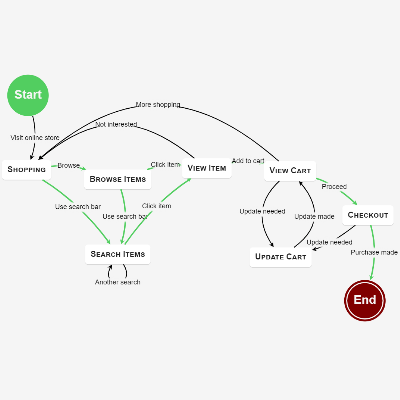 Start
More shopping
Not interested
Visit online store
Shopping
Browse
Browse Items
Click item
View Item
Add to cart
View Cart
Proceed
Use search bar
Use search bar
Click item
Update needed
Update made
Checkout
Search Items
Another search
Update Cart
Update needed
Purchase made
End